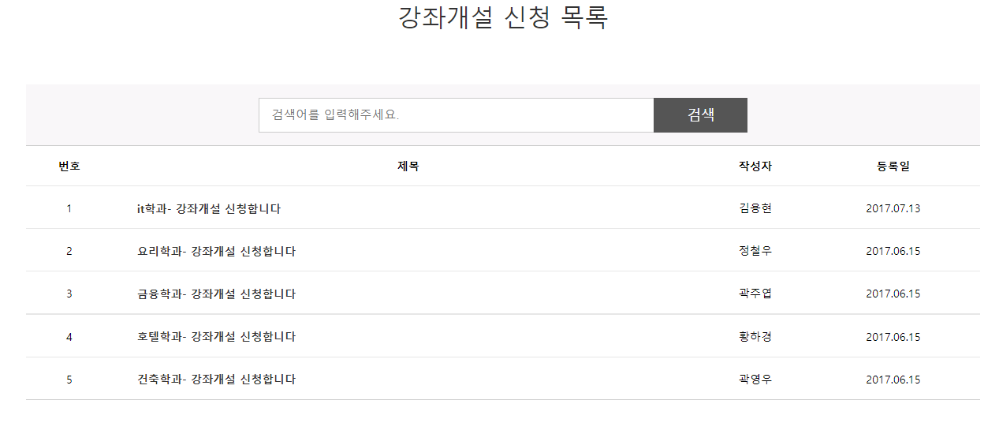 강좌개설 신청 목록
검색어를 입력해주세요. 검색
번호 제목 작성자 등록일
1 it학과- 강좌개설 신청합니다 김용현 2017.07.13
2 요리학과- 강좌개설 신청합니다 정철우 2017.06.15
3 금융학과- 강좌개설 신청합니다 곽주엽 2017.06.15
4 호텔학과- 강좌개설 신청합니다 황하경 2017.06.15
5 건축학과- 강좌개설 신청합니다 곽영우 2017.06.15